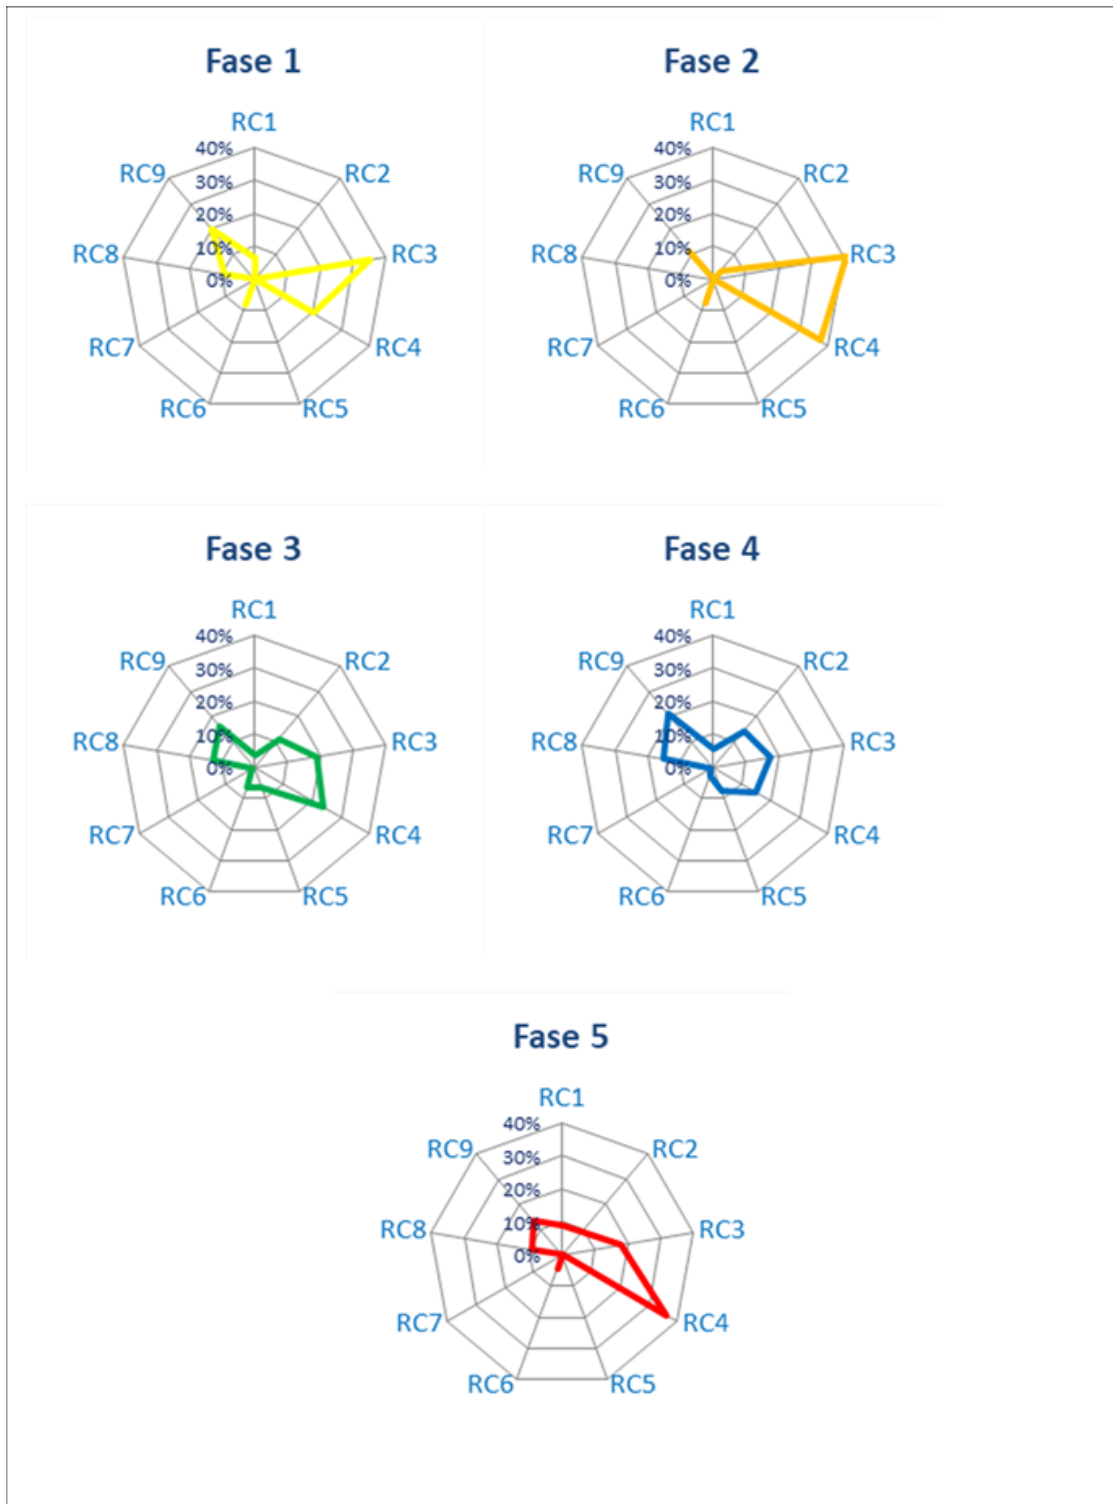 Fase 1
RC1
40%
RC9
RC2
30%
20%
10%
RC8
RC3
0%
RC7
RC4
RC6
RC5
Fase 2
RC1
40%
RC9
RC2
30%
20%
10%
RC8
RC3
0%
RC7
RC4
RC6
RC5
Fase 3
RC1
40%
RC9
RC2
30%
20%
10%
RC8
RC3
0%
RC7
RC4
RC6
RC5
Fase 4
RC1
40%
RC9
RC2
30%
20%
10%
RC8
RC3
0%
RC7
RC4
RC6
RC5
Fase 5
RC1
40%
RC9
RC2
30%
20%
10%
RC8
RC3
0%
RC7
RC4
RC6
RC5